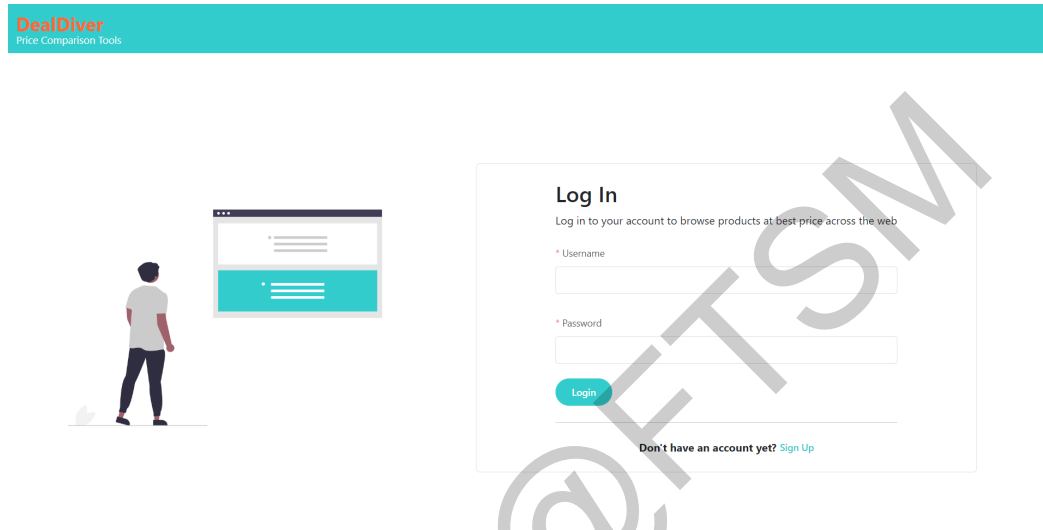 DealDiver
Price Comparison Tools
Log In
Log in to your account to browse products at best price across the web
* Username
* Password
Login
Don't have an account yet? Sign Up
@FTSM